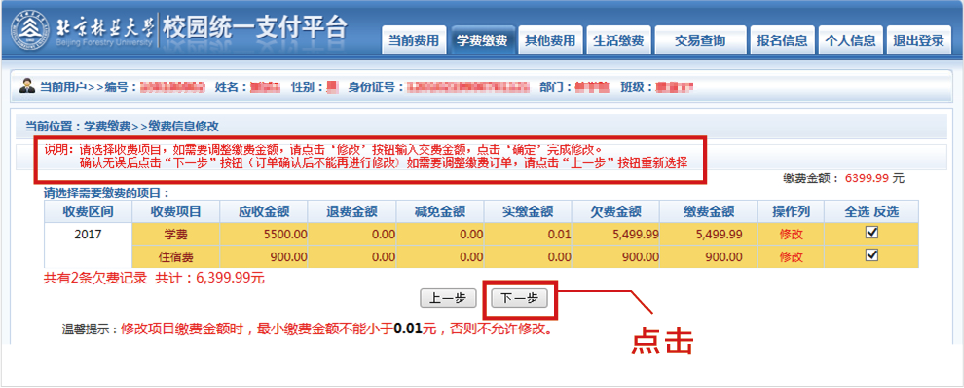 北京林业大学 校园统一支付平台
Beijing Forestry University
当前费用 学费缴费 其他费用 生活缴费 交易查询 报名信息 个人信息 退出登录
当前用户>>编号: 姓名: 性别: 身份证号: 部门: 班级:
当前位置:学费缴费>>缴费信息修改
说明:请选择收费项目,如需要调整缴费金额,请点击‘修改’按钮输入交费金额,点击‘确定’完成修改。
确认无误后点击“下一步”按钮(订单确认后不能再进行修改)如需要调整缴费订单,请点击“上一步”按钮重新选择
缴费金额: 6399.99 元
请选择需要缴费的项目:
收费区间 收费项目 应收金额 退费金额 减免金额 实缴金额 欠费金额 缴费金额 操作列 全选 反选
2017 学费 5500.00 0.00 0.00 0.01 5,499.99 5,499.99 修改
住宿费 900.00 0.00 0.00 0.00 900.00 900.00 修改
共有2条欠费记录 共计:6,399.99元
上一步 下一步
点击
温馨提示:修改项目缴费金额时,最小缴费金额不能小于0.01元,否则不允许修改。